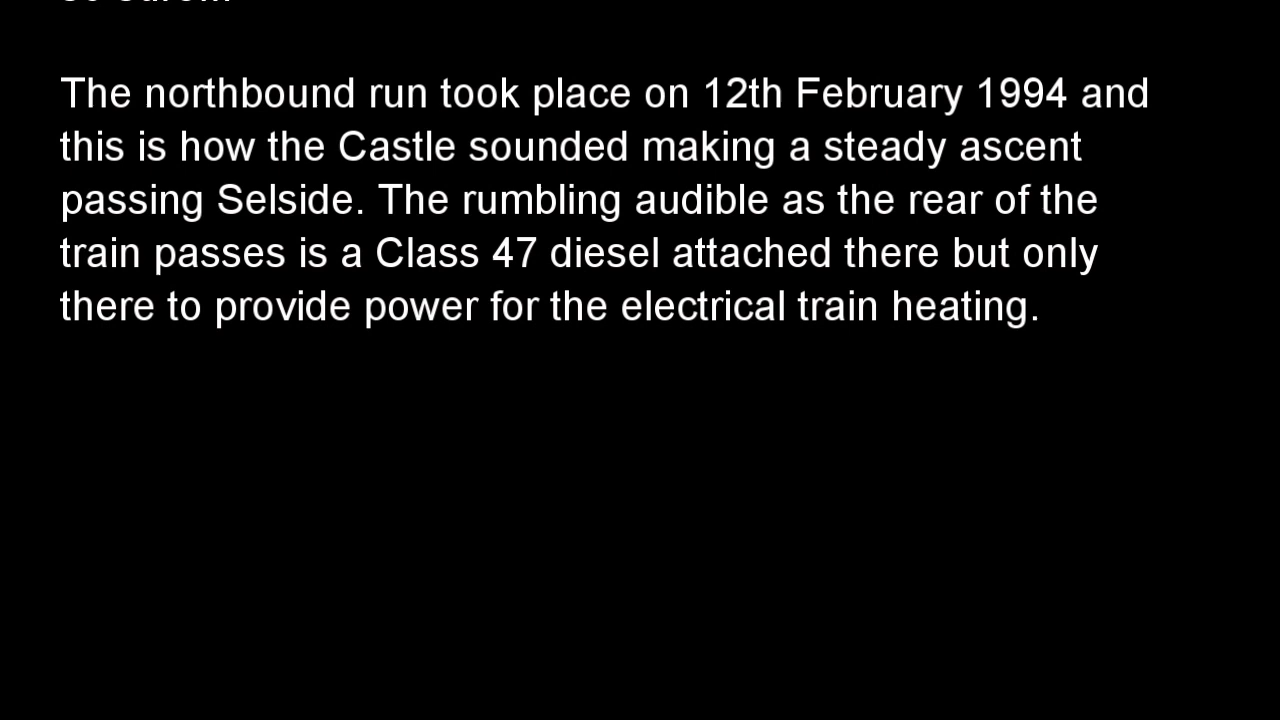 The northbound run took place on 12th February 1994 and
this is how the Castle sounded making a steady ascent
passing Selside. The rumbling audible as the rear of the
train passes is a Class 47 diesel attached there but only
there to provide power for the electrical train heating.